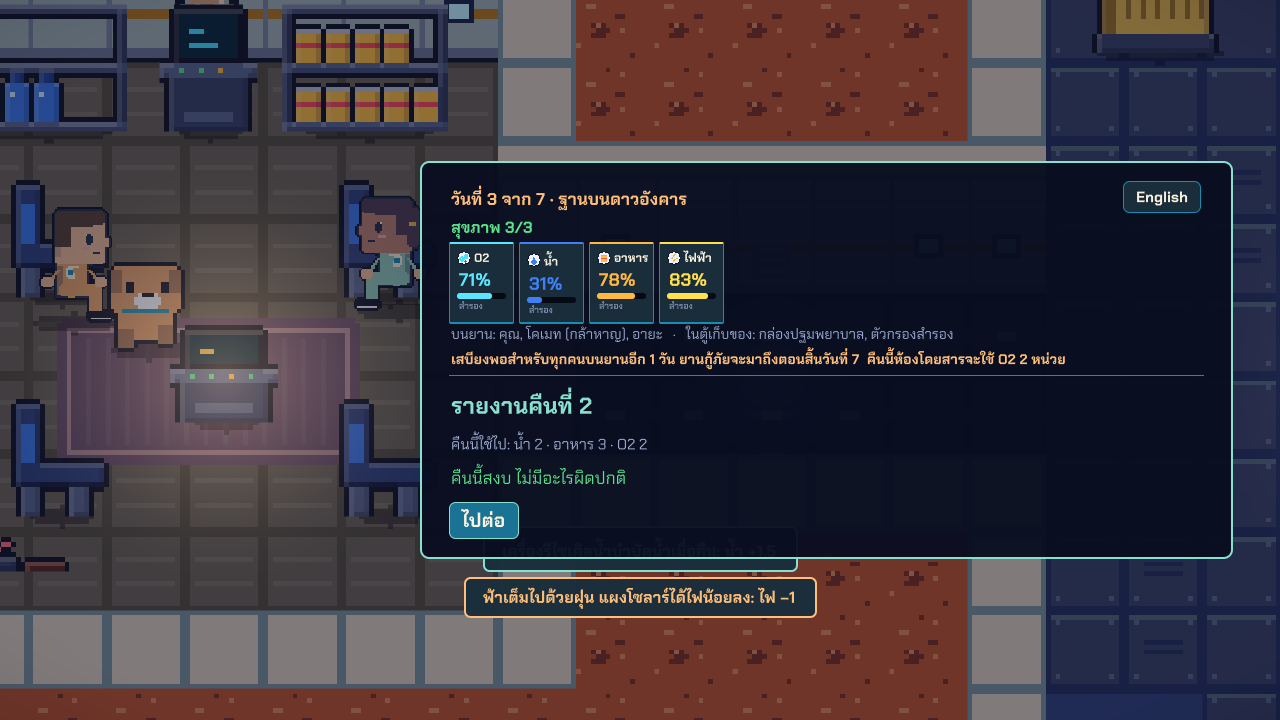 วันที่ 3 จาก 7 · ฐานบนดาวอังคาร
English
สุขภาพ 3/3
O2
71%
สำรอง
น้ำ
31%
สำรอง
อาหาร
78%
สำรอง
ไฟฟ้า
83%
สำรอง
บนยาน: คุณ, โคเมท (กล้าหาญ), อายะ · ในตู้เก็บของ: กล่องปฐมพยาบาล, ตัวกรองสำรอง
เสบียงพอสำหรับทุกคนบนยานอีก 1 วัน ยานกู้ภัยจะมาถึงตอนสิ้นวันที่ 7 คืนนี้ห้องโดยสารจะใช้ O2 2 หน่วย
รายงานคืนที่ 2
คืนนี้ใช้ไป: น้ำ 2 · อาหาร 3 · O2 2
คืนนี้สงบ ไม่มีอะไรผิดปกติ
ไปต่อ
ฟ้าเต็มไปด้วยฝุ่น แผงโซลาร์ได้ไฟน้อยลง: ไฟ −1